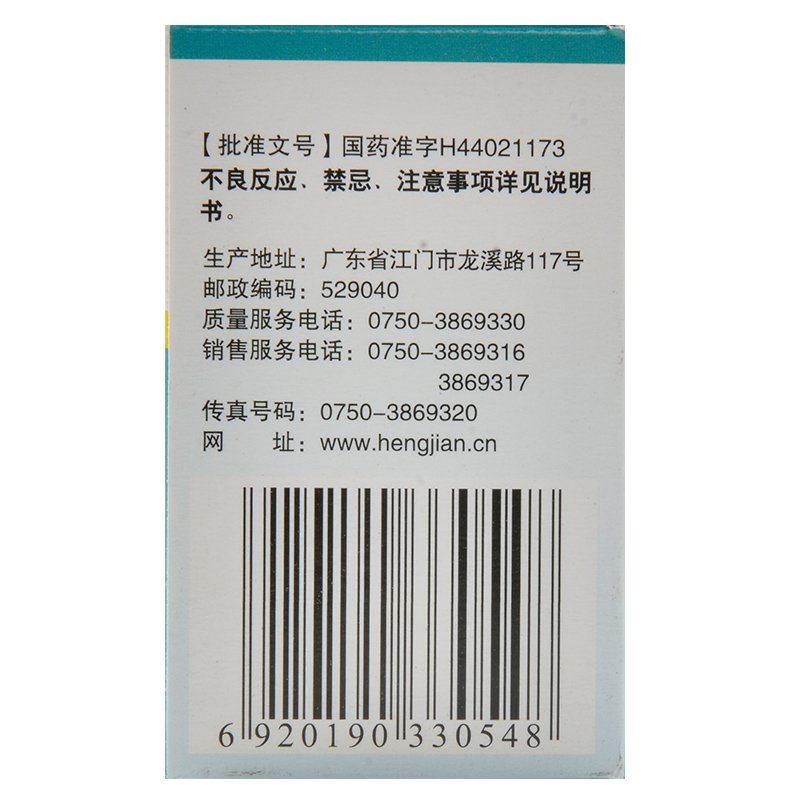 【批准文号】国药准字H44021173
不良反应、禁忌、注意事项详见说明
书。
生产地址：广东省江门市龙溪路117号
邮政编码：529040
质量服务电话：0750-3869330
销售服务电话：0750-3869316
3869317
传真号码：0750-3869320
网 址：www.hengjian.cn
6 920190 330548